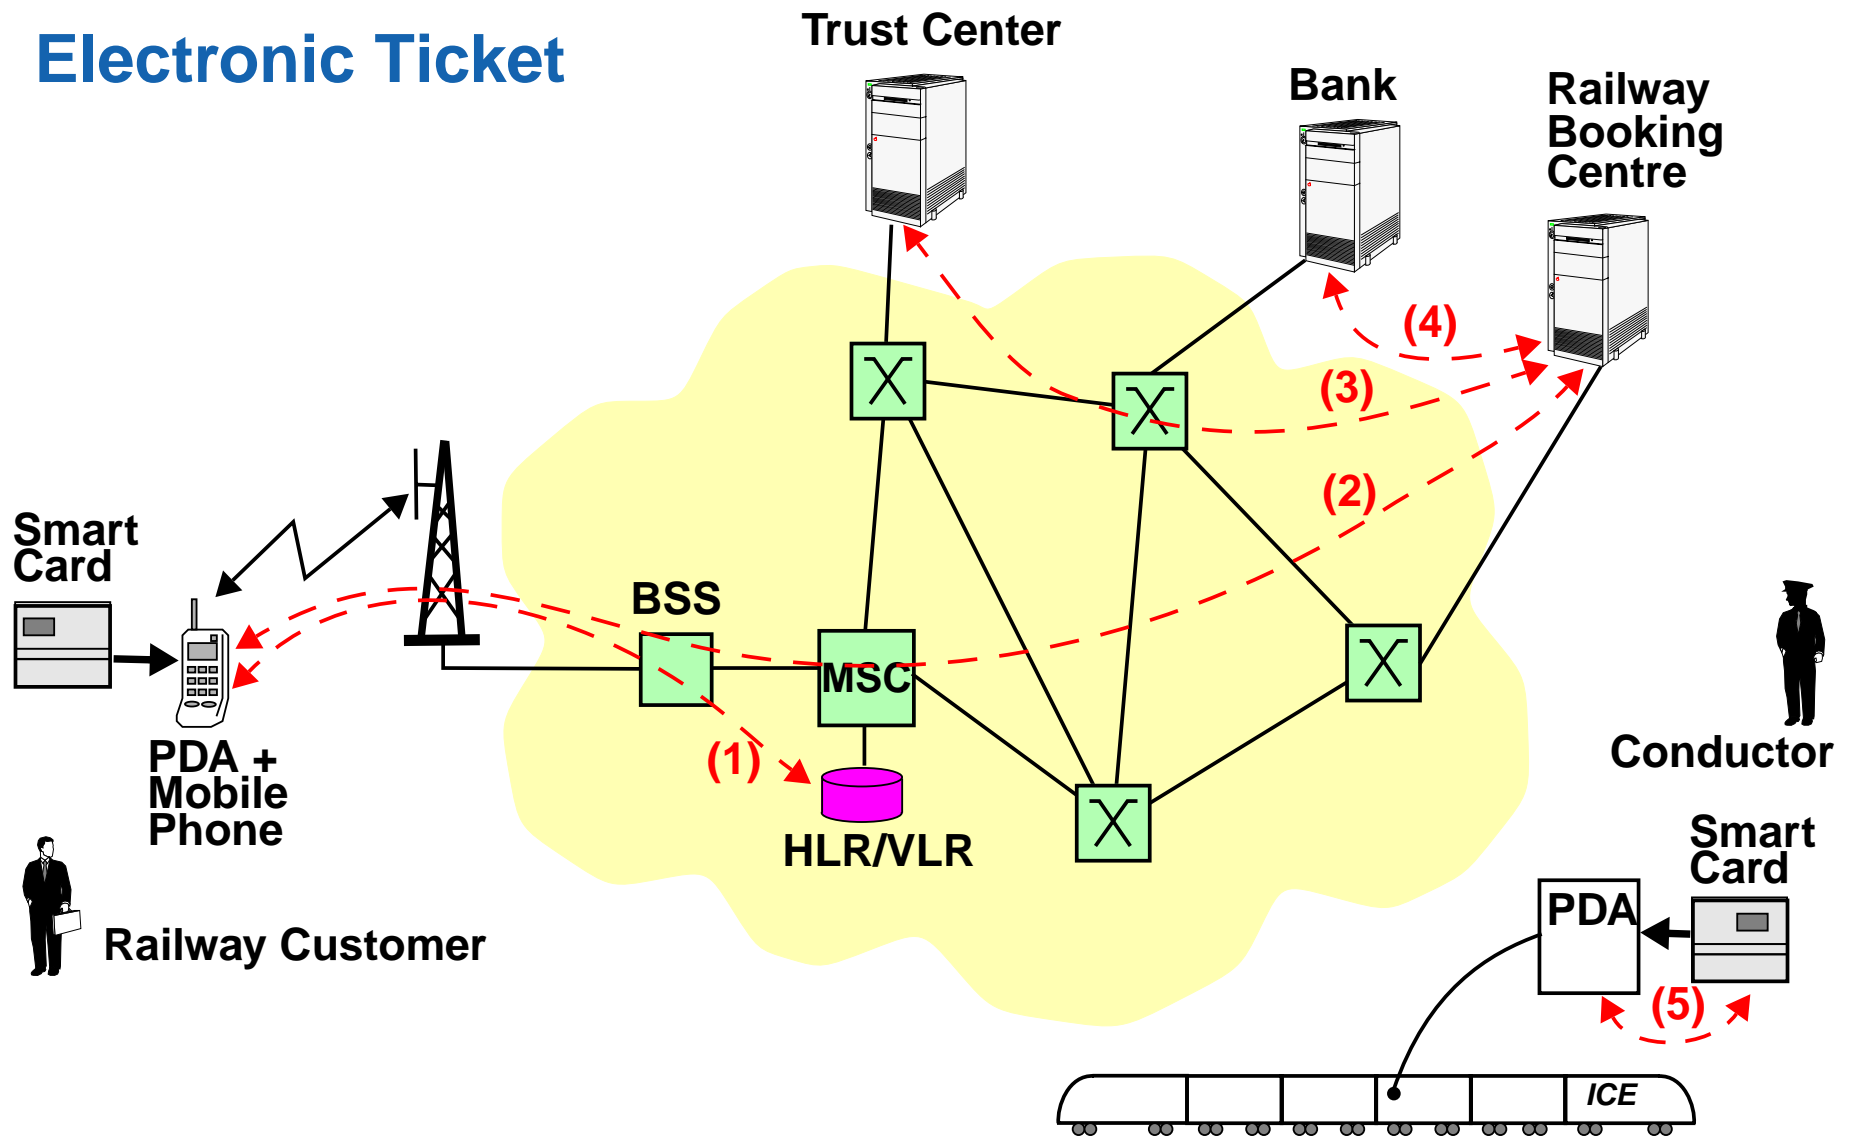 Electronic Ticket
Trust Center
Bank
Railway
Booking
Centre
(4)
(3)
(2)
Smart
Card
BSS
MSC
(1)
HLR/VLR
PDA +
Mobile
Phone
Railway Customer
Conductor
Smart
Card
PDA
(5)
ICE